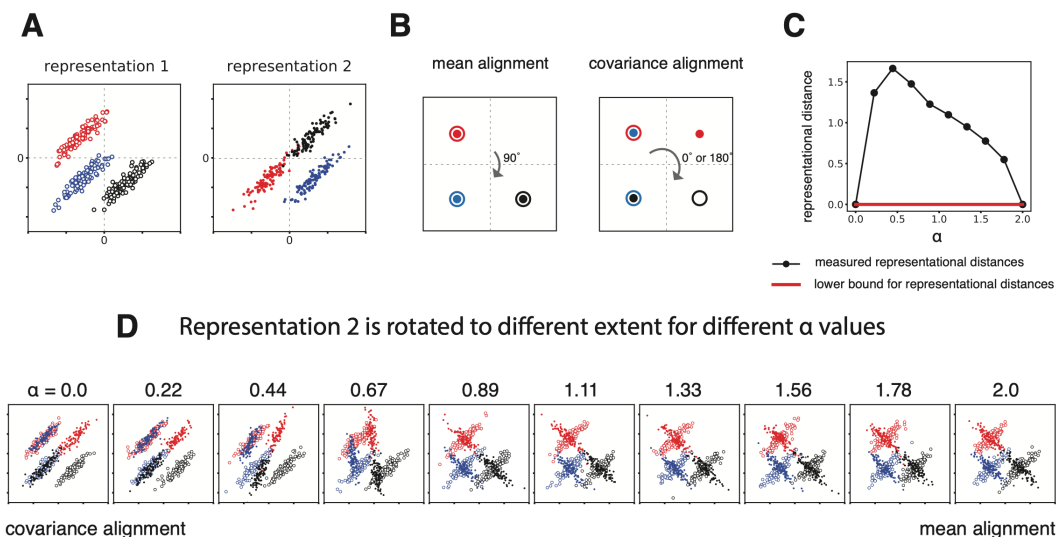 A
representation 1
representation 2
0
0
0
B
mean alignment
covariance alignment
90°
0° or 180°
C
representational distance
1.5
1.0
0.5
0.0
0.0 0.5 1.0 1.5 2.0
α
measured representational distances
lower bound for representational distances
D
Representation 2 is rotated to different extent for different α values
α = 0.0 0.22 0.44 0.67 0.89 1.11 1.33 1.56 1.78 2.0
covariance alignment
mean alignment